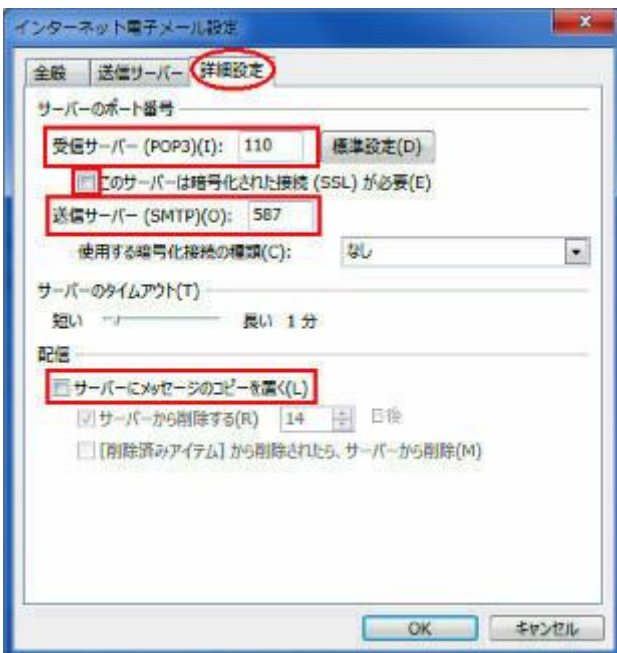 インターネット電子メール設定
全般 送信サーバー 詳細設定
サーバーのポート番号
受信サーバー (POP3)(I): 110 標準設定(D)
このサーバーは暗号化された接続 (SSL) が必要(E)
送信サーバー (SMTP)(O): 587
使用する暗号化接続の種類(C): なし
サーバーのタイムアウト(T)
短い 長い 1 分
配信
サーバーにメッセージのコピーを置く(L)
サーバーから削除する(R) 14 日後
[削除済みアイテム] から削除されたら、サーバーから削除(M)
OK キャンセル